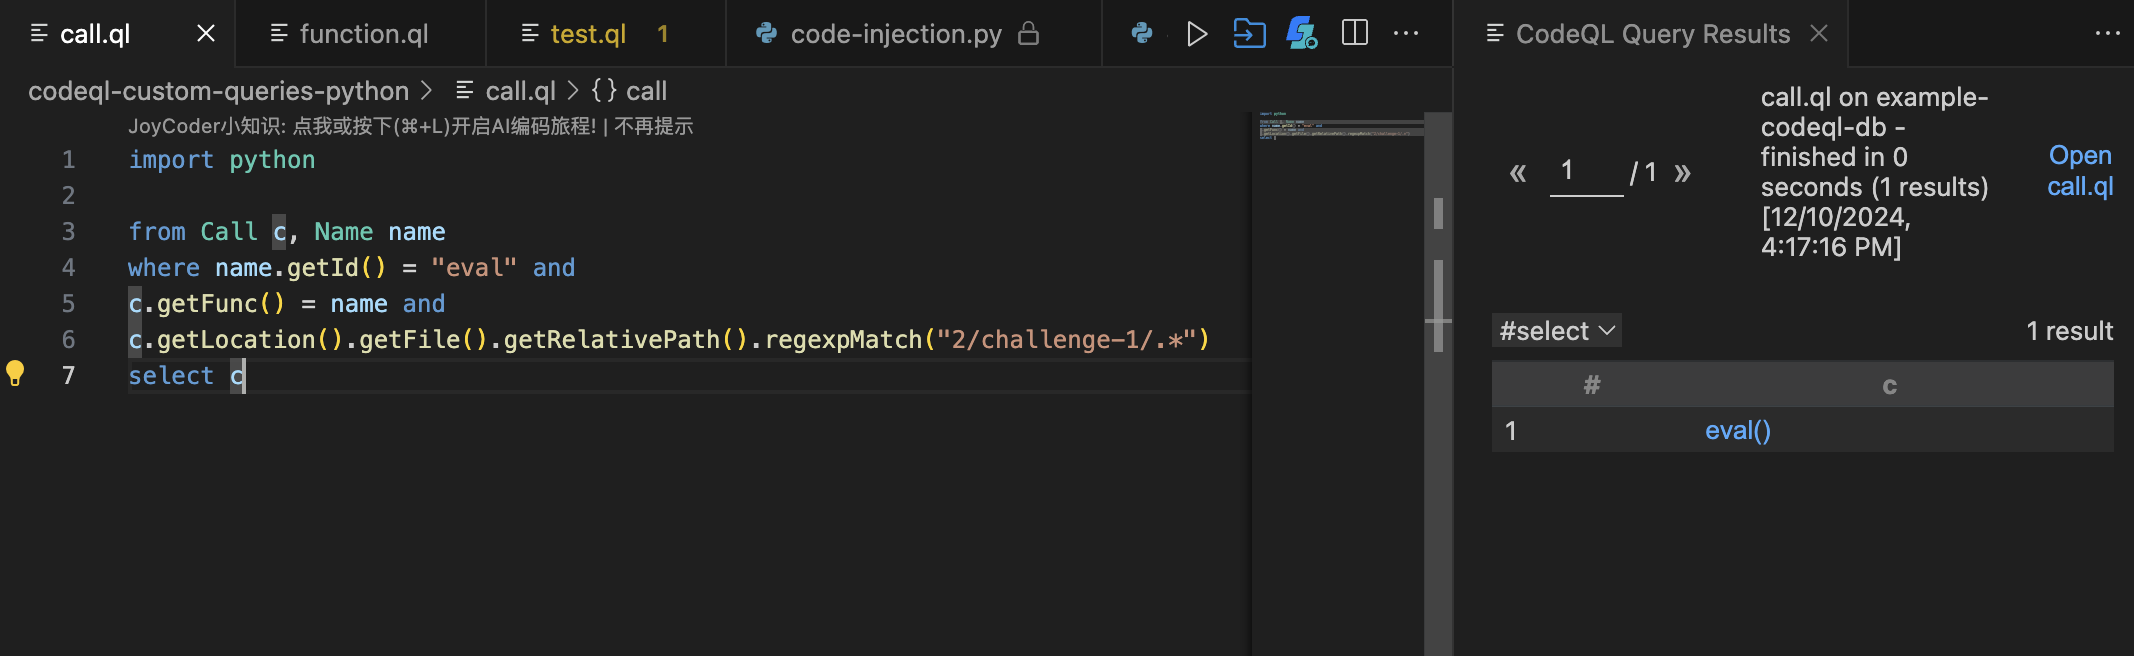 call.ql
function.ql
test.ql 1
code-injection.py
CodeQL Query Results
codeql-custom-queries-python > call.ql > {} call
JoyCoder小知识: 点我或按下(⌘+L)开启AI编码旅程! | 不再提示
1 import python
2
3 from Call c, Name name
4 where name.getId() = "eval" and
5 c.getFunc() = name and
6 c.getLocation().getFile().getRelativePath().regexpMatch("2/challenge-1/.*")
7 select c
« 1 / 1 »
call.ql on example-
codeql-db -
finished in 0
seconds (1 results)
[12/10/2024,
4:17:16 PM]
Open
call.ql
#select
1 result
# c
1 eval()